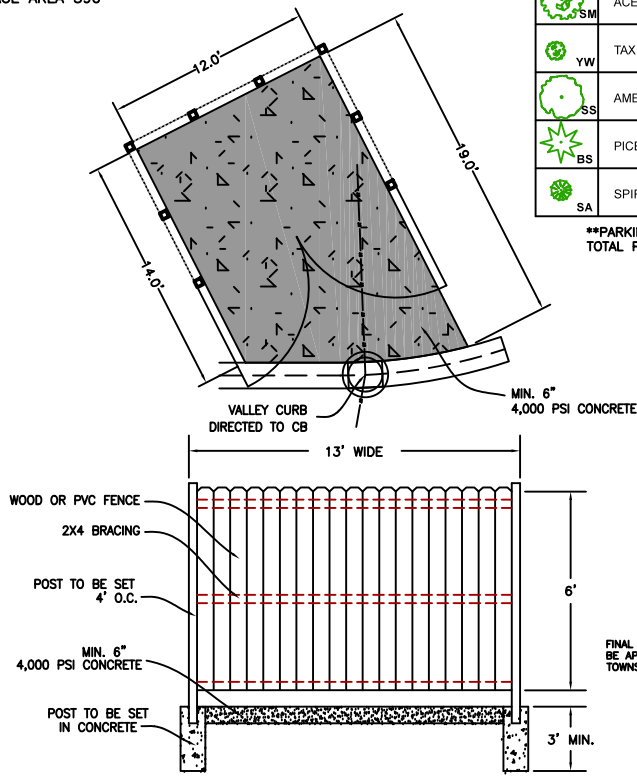 12.0'
19.0'
14.0'
SM
YW
TAX
SS
AME
BS
PICE
SA
SPIF
**PARKIN
TOTAL P
MIN. 6"
4,000 PSI CONCRETE
VALLEY CURB
DIRECTED TO CB
13' WIDE
WOOD OR PVC FENCE
2X4 BRACING
POST TO BE SET
4' O.C.
6'
MIN. 6"
4,000 PSI CONCRETE
FINAL
BE AP
TOWNS
POST TO BE SET
IN CONCRETE
3' MIN.